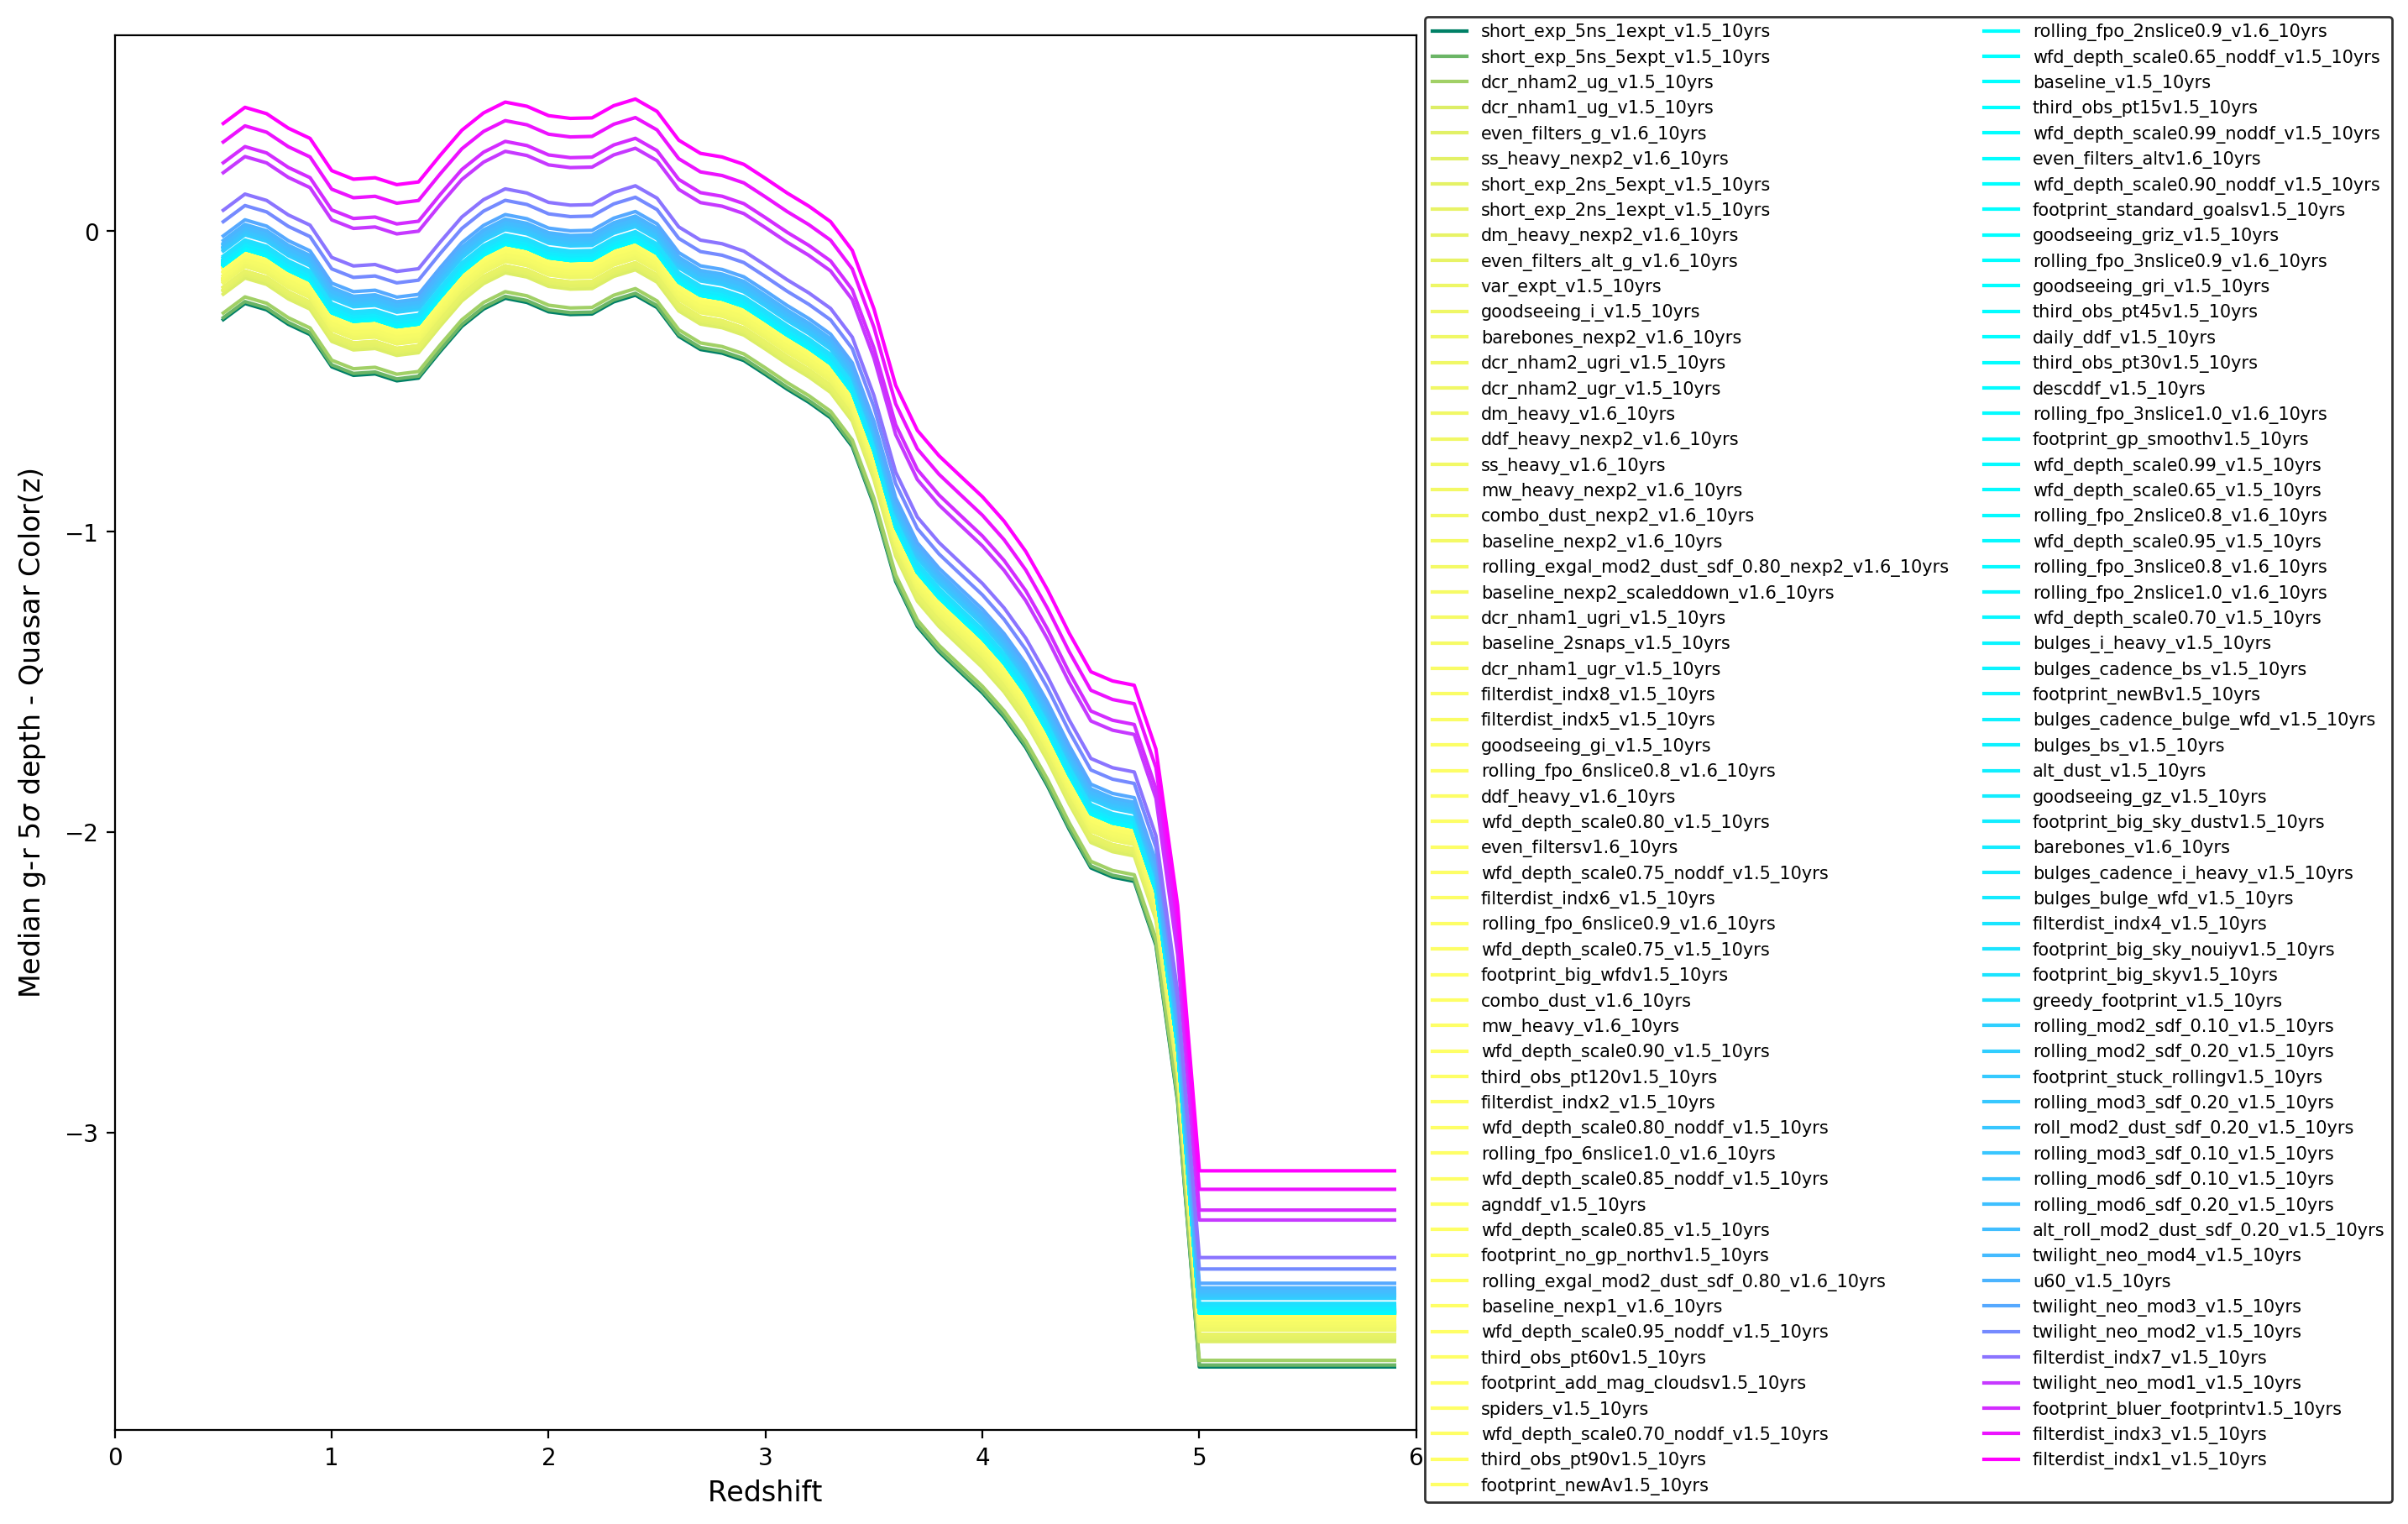 0
−1
−2
−3
Median g-r 5σ depth - Quasar Color(z)
0
1
2
3
4
5
6
Redshift
short_exp_5ns_1expt_v1.5_10yrs
short_exp_5ns_5expt_v1.5_10yrs
dcr_nham2_ug_v1.5_10yrs
dcr_nham1_ug_v1.5_10yrs
even_filters_g_v1.6_10yrs
ss_heavy_nexp2_v1.6_10yrs
short_exp_2ns_5expt_v1.5_10yrs
short_exp_2ns_1expt_v1.5_10yrs
dm_heavy_nexp2_v1.6_10yrs
even_filters_alt_g_v1.6_10yrs
var_expt_v1.5_10yrs
goodseeing_i_v1.5_10yrs
barebones_nexp2_v1.6_10yrs
dcr_nham2_ugri_v1.5_10yrs
dcr_nham2_ugr_v1.5_10yrs
dm_heavy_v1.6_10yrs
ddf_heavy_nexp2_v1.6_10yrs
ss_heavy_v1.6_10yrs
mw_heavy_nexp2_v1.6_10yrs
combo_dust_nexp2_v1.6_10yrs
baseline_nexp2_v1.6_10yrs
rolling_exgal_mod2_dust_sdf_0.80_nexp2_v1.6_10yrs
baseline_nexp2_scaleddown_v1.6_10yrs
dcr_nham1_ugri_v1.5_10yrs
baseline_2snaps_v1.5_10yrs
dcr_nham1_ugr_v1.5_10yrs
filterdist_indx8_v1.5_10yrs
filterdist_indx5_v1.5_10yrs
goodseeing_gi_v1.5_10yrs
rolling_fpo_6nslice0.8_v1.6_10yrs
ddf_heavy_v1.6_10yrs
wfd_depth_scale0.80_v1.5_10yrs
even_filtersv1.6_10yrs
wfd_depth_scale0.75_noddf_v1.5_10yrs
filterdist_indx6_v1.5_10yrs
rolling_fpo_6nslice0.9_v1.6_10yrs
wfd_depth_scale0.75_v1.5_10yrs
footprint_big_wfdv1.5_10yrs
combo_dust_v1.6_10yrs
mw_heavy_v1.6_10yrs
wfd_depth_scale0.90_v1.5_10yrs
third_obs_pt120v1.5_10yrs
filterdist_indx2_v1.5_10yrs
wfd_depth_scale0.80_noddf_v1.5_10yrs
rolling_fpo_6nslice1.0_v1.6_10yrs
wfd_depth_scale0.85_noddf_v1.5_10yrs
agnddf_v1.5_10yrs
wfd_depth_scale0.85_v1.5_10yrs
footprint_no_gp_northv1.5_10yrs
rolling_exgal_mod2_dust_sdf_0.80_v1.6_10yrs
baseline_nexp1_v1.6_10yrs
wfd_depth_scale0.95_noddf_v1.5_10yrs
third_obs_pt60v1.5_10yrs
footprint_add_mag_cloudsv1.5_10yrs
spiders_v1.5_10yrs
wfd_depth_scale0.70_noddf_v1.5_10yrs
third_obs_pt90v1.5_10yrs
footprint_newAv1.5_10yrs
rolling_fpo_2nslice0.9_v1.6_10yrs
wfd_depth_scale0.65_noddf_v1.5_10yrs
baseline_v1.5_10yrs
third_obs_pt15v1.5_10yrs
wfd_depth_scale0.99_noddf_v1.5_10yrs
even_filters_altv1.6_10yrs
wfd_depth_scale0.90_noddf_v1.5_10yrs
footprint_standard_goalsv1.5_10yrs
goodseeing_griz_v1.5_10yrs
rolling_fpo_3nslice0.9_v1.6_10yrs
goodseeing_gri_v1.5_10yrs
third_obs_pt45v1.5_10yrs
daily_ddf_v1.5_10yrs
third_obs_pt30v1.5_10yrs
descddf_v1.5_10yrs
rolling_fpo_3nslice1.0_v1.6_10yrs
footprint_gp_smoothv1.5_10yrs
wfd_depth_scale0.99_v1.5_10yrs
wfd_depth_scale0.65_v1.5_10yrs
rolling_fpo_2nslice0.8_v1.6_10yrs
wfd_depth_scale0.95_v1.5_10yrs
rolling_fpo_3nslice0.8_v1.6_10yrs
rolling_fpo_2nslice1.0_v1.6_10yrs
wfd_depth_scale0.70_v1.5_10yrs
bulges_i_heavy_v1.5_10yrs
bulges_cadence_bs_v1.5_10yrs
footprint_newBv1.5_10yrs
bulges_cadence_bulge_wfd_v1.5_10yrs
bulges_bs_v1.5_10yrs
alt_dust_v1.5_10yrs
goodseeing_gz_v1.5_10yrs
footprint_big_sky_dustv1.5_10yrs
barebones_v1.6_10yrs
bulges_cadence_i_heavy_v1.5_10yrs
bulges_bulge_wfd_v1.5_10yrs
filterdist_indx4_v1.5_10yrs
footprint_big_sky_nouiyv1.5_10yrs
footprint_big_skyv1.5_10yrs
greedy_footprint_v1.5_10yrs
rolling_mod2_sdf_0.10_v1.5_10yrs
rolling_mod2_sdf_0.20_v1.5_10yrs
footprint_stuck_rollingv1.5_10yrs
rolling_mod3_sdf_0.20_v1.5_10yrs
roll_mod2_dust_sdf_0.20_v1.5_10yrs
rolling_mod3_sdf_0.10_v1.5_10yrs
rolling_mod6_sdf_0.10_v1.5_10yrs
rolling_mod6_sdf_0.20_v1.5_10yrs
alt_roll_mod2_dust_sdf_0.20_v1.5_10yrs
twilight_neo_mod4_v1.5_10yrs
u60_v1.5_10yrs
twilight_neo_mod3_v1.5_10yrs
twilight_neo_mod2_v1.5_10yrs
filterdist_indx7_v1.5_10yrs
twilight_neo_mod1_v1.5_10yrs
footprint_bluer_footprintv1.5_10yrs
filterdist_indx3_v1.5_10yrs
filterdist_indx1_v1.5_10yrs